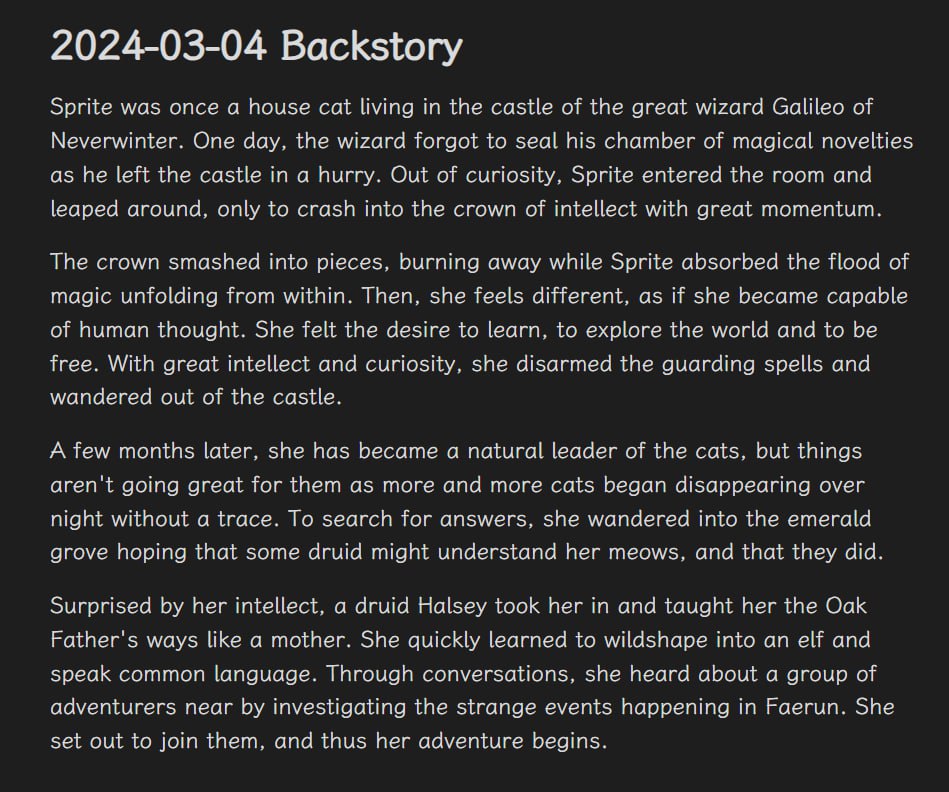 2024-03-04 Backstory
Sprite was once a house cat living in the castle of the great wizard Galileo of
Neverwinter. One day, the wizard forgot to seal his chamber of magical novelties
as he left the castle in a hurry. Out of curiosity, Sprite entered the room and
leaped around, only to crash into the crown of intellect with great momentum.
The crown smashed into pieces, burning away while Sprite absorbed the flood of
magic unfolding from within. Then, she feels different, as if she became capable
of human thought. She felt the desire to learn, to explore the world and to be
free. With great intellect and curiosity, she disarmed the guarding spells and
wandered out of the castle.
A few months later, she has became a natural leader of the cats, but things
aren't going great for them as more and more cats began disappearing over
night without a trace. To search for answers, she wandered into the emerald
grove hoping that some druid might understand her meows, and that they did.
Surprised by her intellect, a druid Halsey took her in and taught her the Oak
Father's ways like a mother. She quickly learned to wildshape into an elf and
speak common language. Through conversations, she heard about a group of
adventurers near by investigating the strange events happening in Faerun. She
set out to join them, and thus her adventure begins.